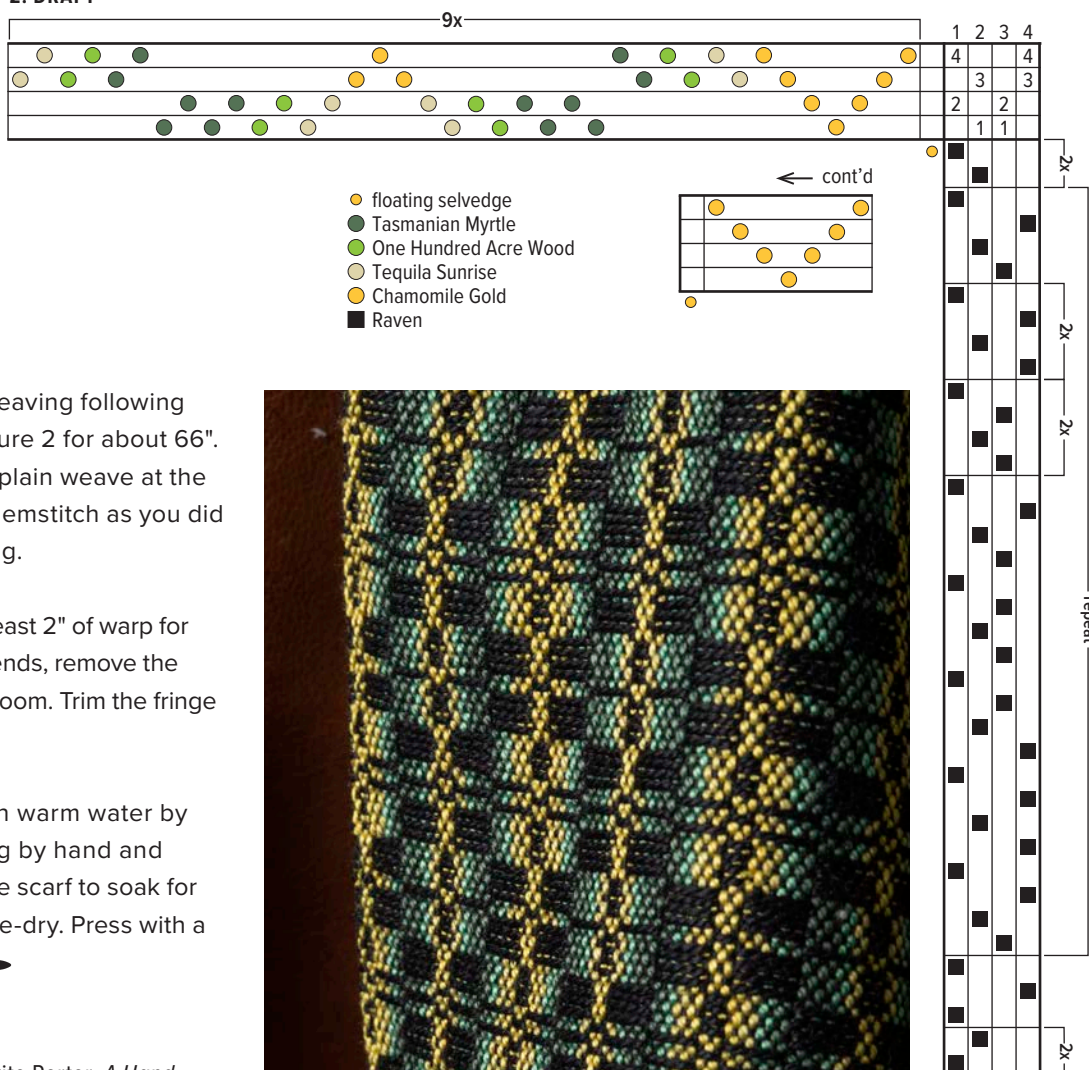 2. DRAFT
9x
1 2 3 4
4 4
3 3
2 2
1 1
2x
cont'd
floating selvedge
Tasmanian Myrtle
One Hundred Acre Wood
Tequila Sunrise
Chamomile Gold
Raven
2x
2x
repeat
2x
eaving following
ure 2 for about 66".
plain weave at the
emstitch as you did
g.
east 2" of warp for
ends, remove the
oom. Trim the fringe
n warm water by
g by hand and
e scarf to soak for
e-dry. Press with a